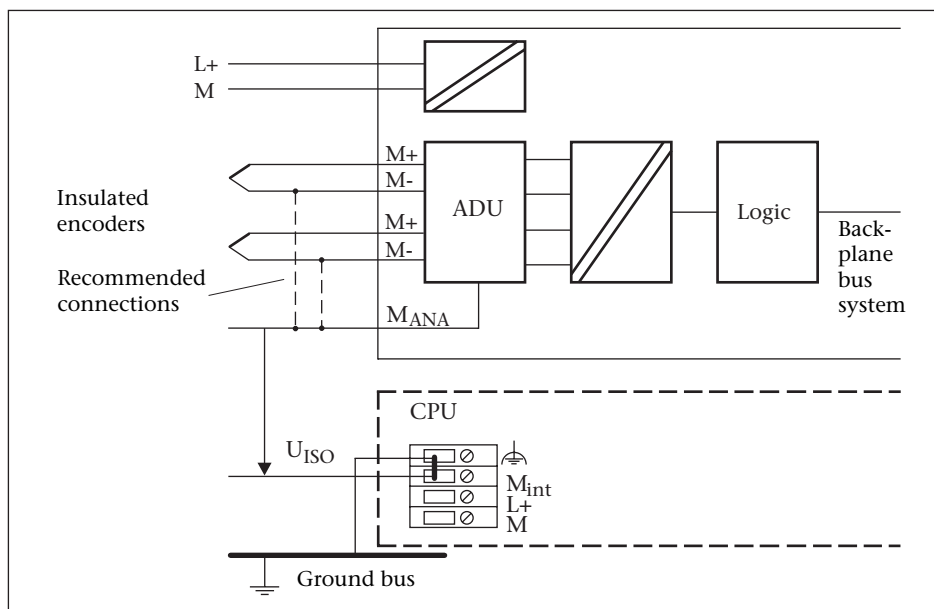 L+
M
M+
M-
M+
M-
ADU
Logic
Insulated
encoders
Recommended
connections
MANA
Back-
plane
bus
system
CPU
UISO
Mint
L+
M
Ground bus